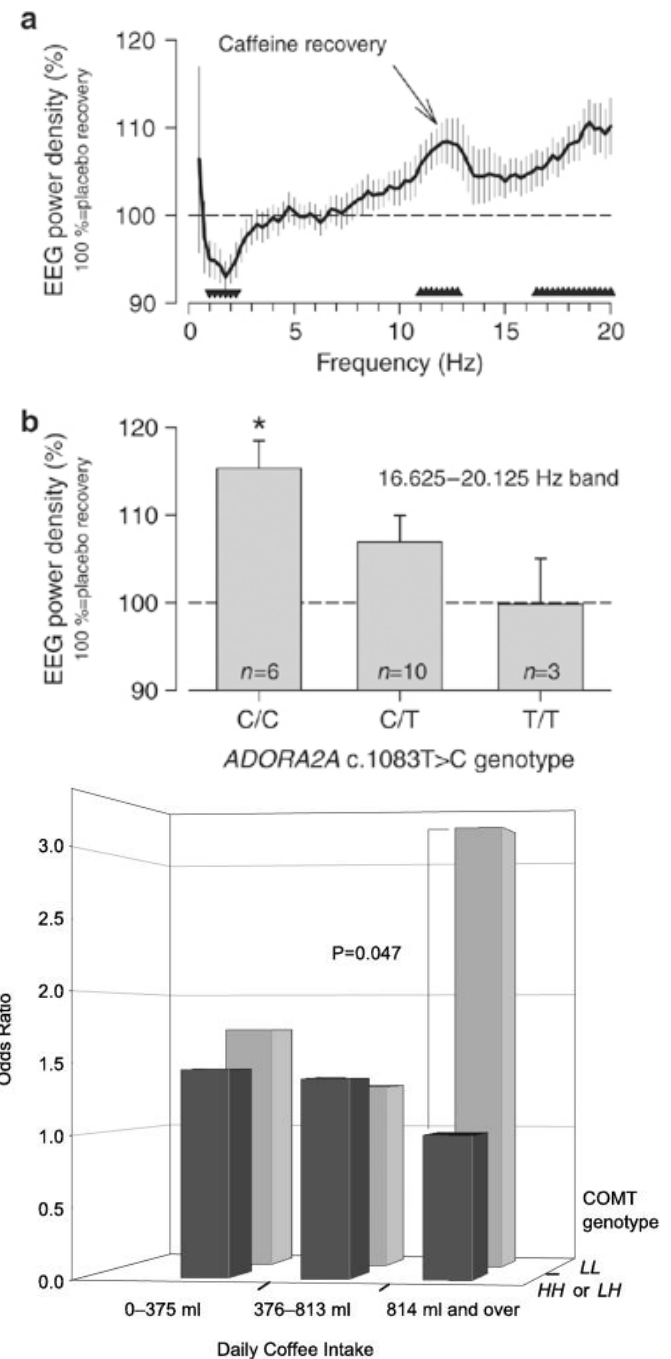 a
EEG power density (%)
100 %=placebo recovery
120
110
100
90
Caffeine recovery
0 5 10 15 20
Frequency (Hz)
b
EEG power density (%)
100 %=placebo recovery
120
110
100
90
*
16.625–20.125 Hz band
n=6 n=10 n=3
C/C C/T T/T
ADORA2A c.1083T>C genotype
Odds Ratio
3.0
2.5
2.0
1.5
1.0
0.5
0.0
P=0.047
COMT
genotype
LL
HH or LH
0–375 ml 376–813 ml 814 ml and over
Daily Coffee Intake